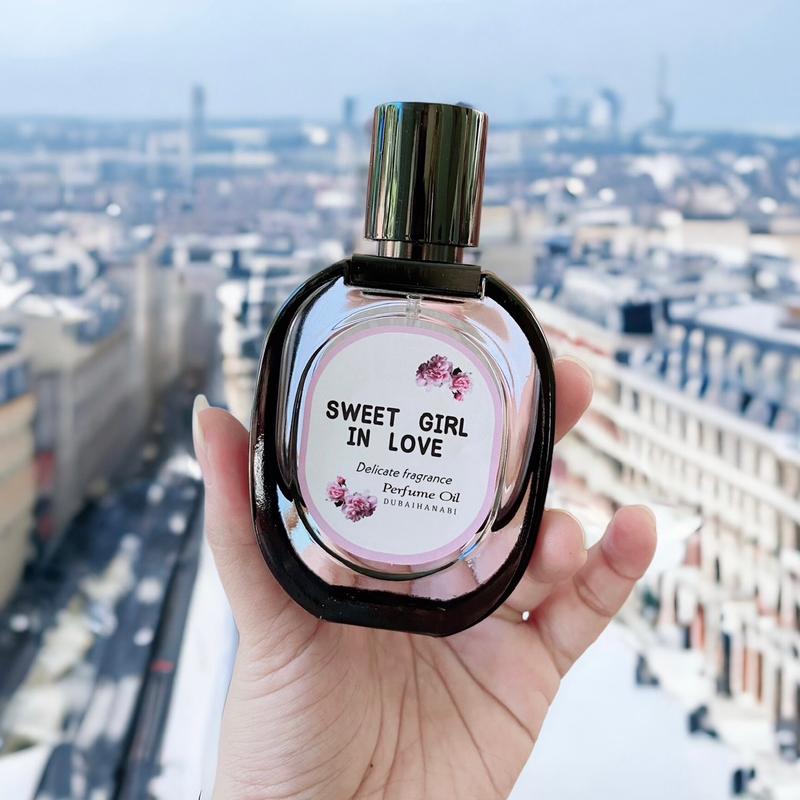 SWEET GIRL
IN LOVE
Delicate fragrance
Perfume Oil
DUBAIHANABI